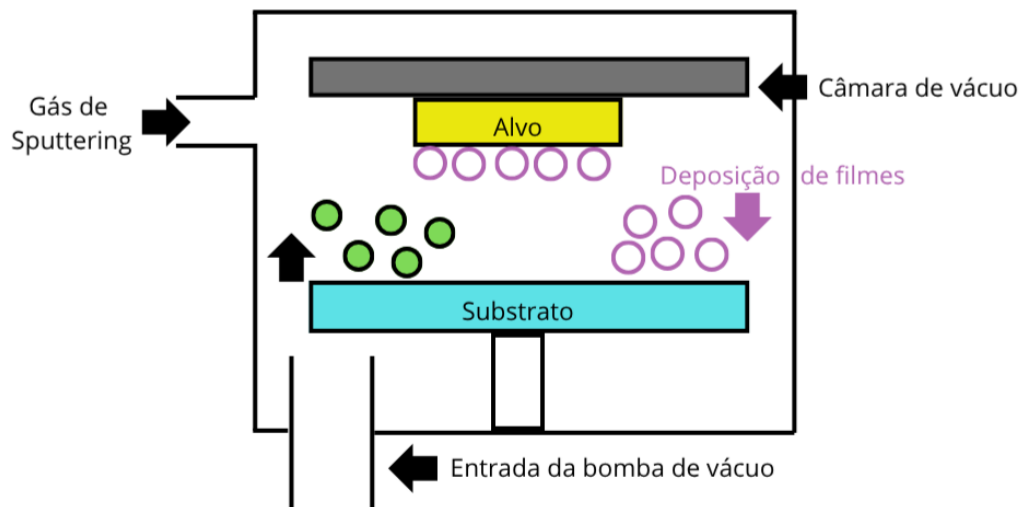 Gás de
Sputtering
Câmara de vácuo
Alvo
Deposição de filmes
Substrato
Entrada da bomba de vácuo